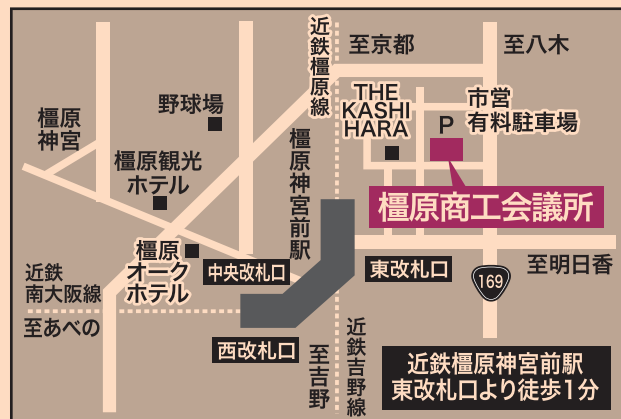 近鉄橿原線
至京都
至八木
橿原
神宮
野球場
THE
KASHI
HARA
P
市営
有料駐車場
橿原観光
ホテル
橿原神宮前駅
橿原商工会議所
橿原
オーク
ホテル
中央改札口
東改札口
至明日香
169
近鉄
南大阪線
至あべの
西改札口
至吉野
近鉄吉野線
近鉄橿原神宮前駅
東改札口より徒歩1分